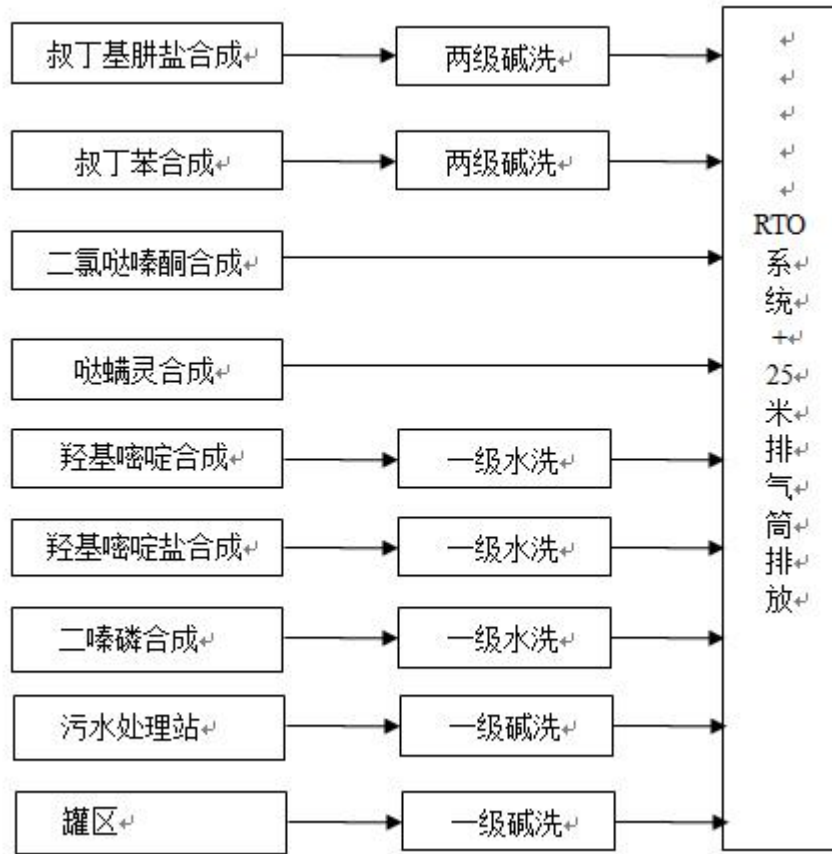 叔丁基肼盐合成
两级碱洗
叔丁苯合成
两级碱洗
二氯哒嗪酮合成
哒螨灵合成
羟基嘧啶合成
一级水洗
羟基嘧啶盐合成
一级水洗
二嗪磷合成
一级水洗
污水处理站
一级碱洗
罐区
一级碱洗
RTO
系
统
+
25
米
排
气
筒
排
放